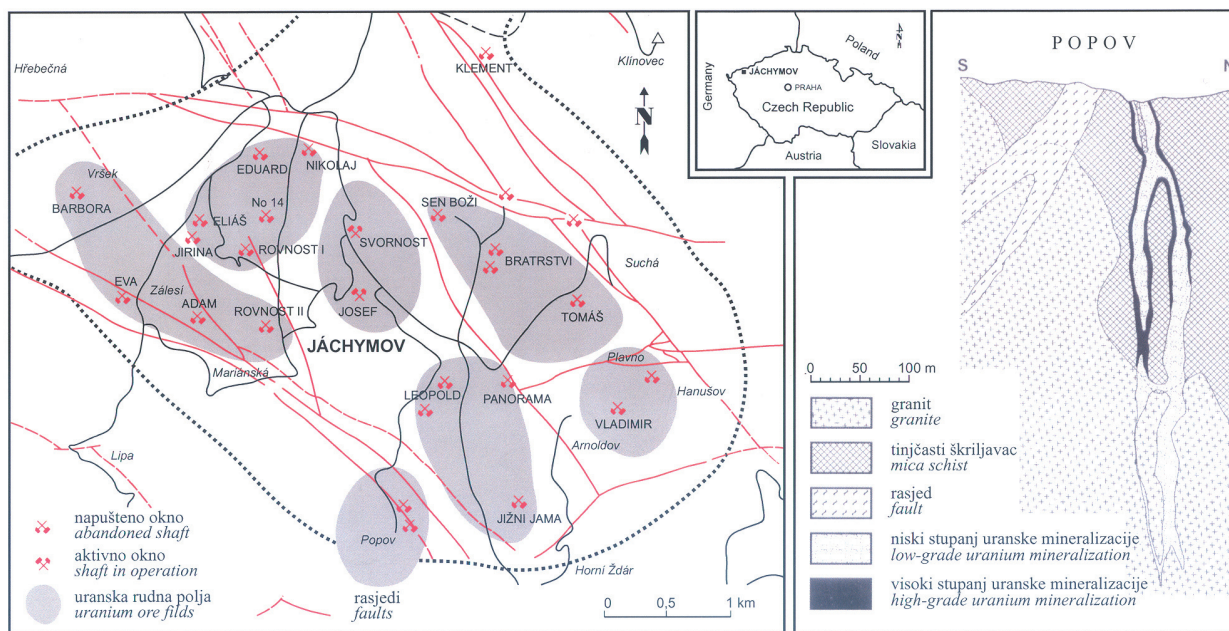 Hřebečná
KLEMENT
Klínovec
N
Vršek
BARBORA
EDUARD
NIKOLAJ
No 14
ELIÁŠ
JIRINA
ROVNOST I
SVORNOST
SEN BOŽI
BRATRSTVI
Suchá
EVA
Zálesí
ADAM
ROVNOST II
JOSEF
TOMÁŠ
JÁCHYMOV
Mariánská
Plavno
Hanušov
LEOPOLD
PANORAMA
VLADIMIR
Arnoldov
Lípa
Popov
JIŽNI JAMA
Horní Ždár
napušteno okno
abandoned shaft
aktivno okno
shaft in operation
uranska rudna polja
uranium ore filds
rasjedi
faults
0 0,5 1 km
Germany
Poland
N
JÁCHYMOV
PRAHA
Czech Republic
Austria
Slovakia
POPOV
S N
0 50 100 m
granit
granite
tinjčasti škriljavac
mica schist
rasjed
fault
niski stupanj uranske mineralizacije
low-grade uranium mineralization
visoki stupanj uranske mineralizacije
high-grade uranium mineralization